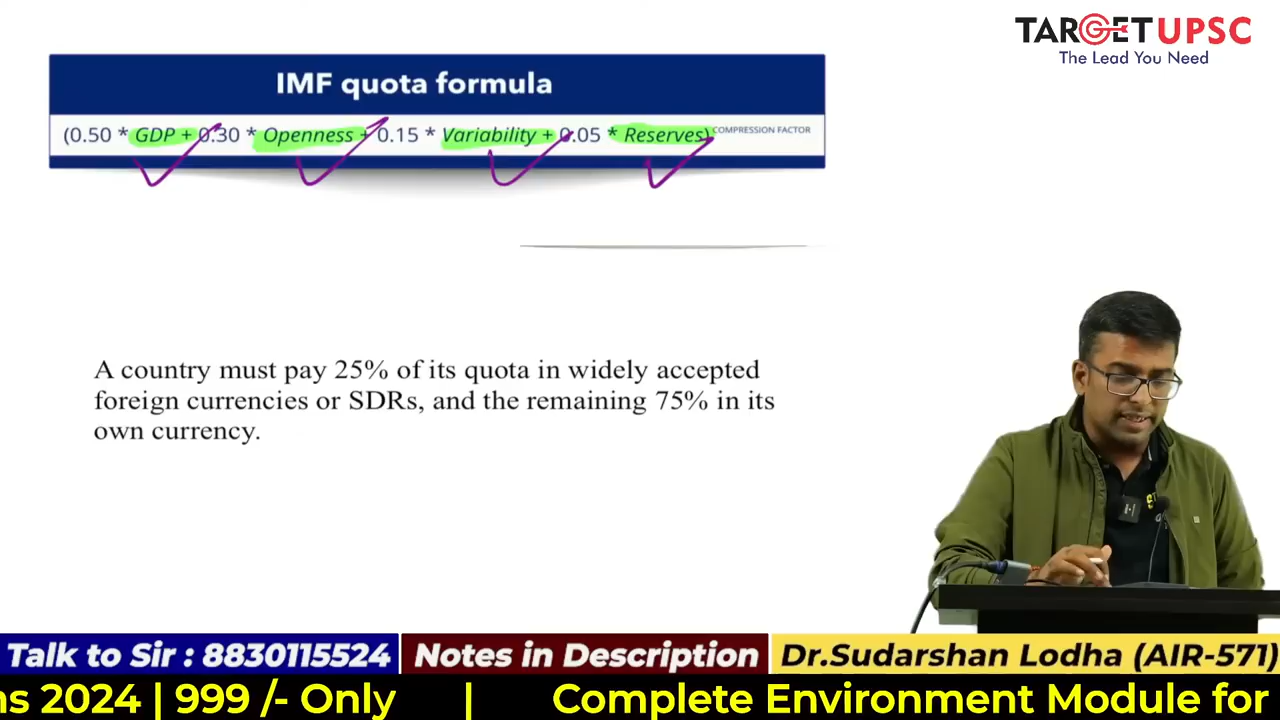 TARGET UPSC
The Lead You Need
IMF quota formula
(0.50 * GDP + 0.30 * Openness + 0.15 * Variability + 0.05 * Reserves) COMPRESSION FACTOR
A country must pay 25% of its quota in widely accepted
foreign currencies or SDRs, and the remaining 75% in its
own currency.
Talk to Sir : 8830115524
Notes in Description
Dr.Sudarshan Lodha (AIR-571)
ns 2024 | 999 /- Only | Complete Environment Module for